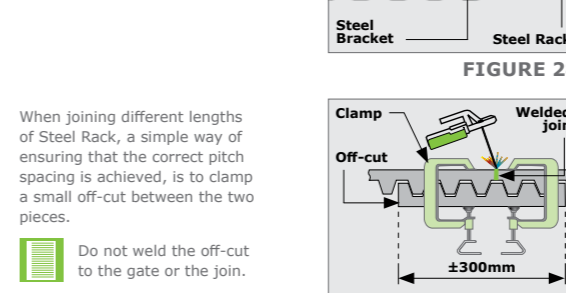 Steel
Bracket
Steel Rack
FIGURE 2
When joining different lengths
of Steel Rack, a simple way of
ensuring that the correct pitch
spacing is achieved, is to clamp
a small off-cut between the two
pieces.
Do not weld the off-cut
to the gate or the join.
Clamp
Welded
join
Off-cut
±300mm